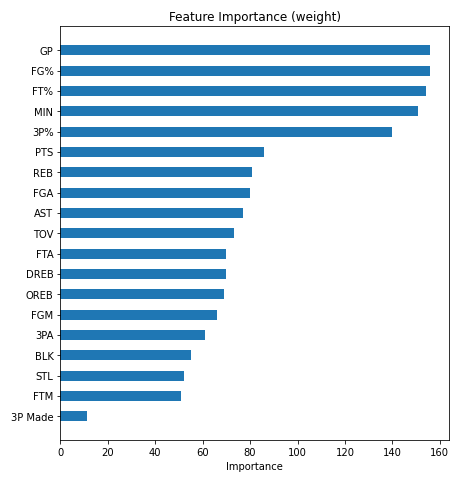 Feature Importance (weight)
GP
FG%
FT%
MIN
3P%
PTS
REB
FGA
AST
TOV
FTA
DREB
OREB
FGM
3PA
BLK
STL
FTM
3P Made
0 20 40 60 80 100 120 140 160
Importance